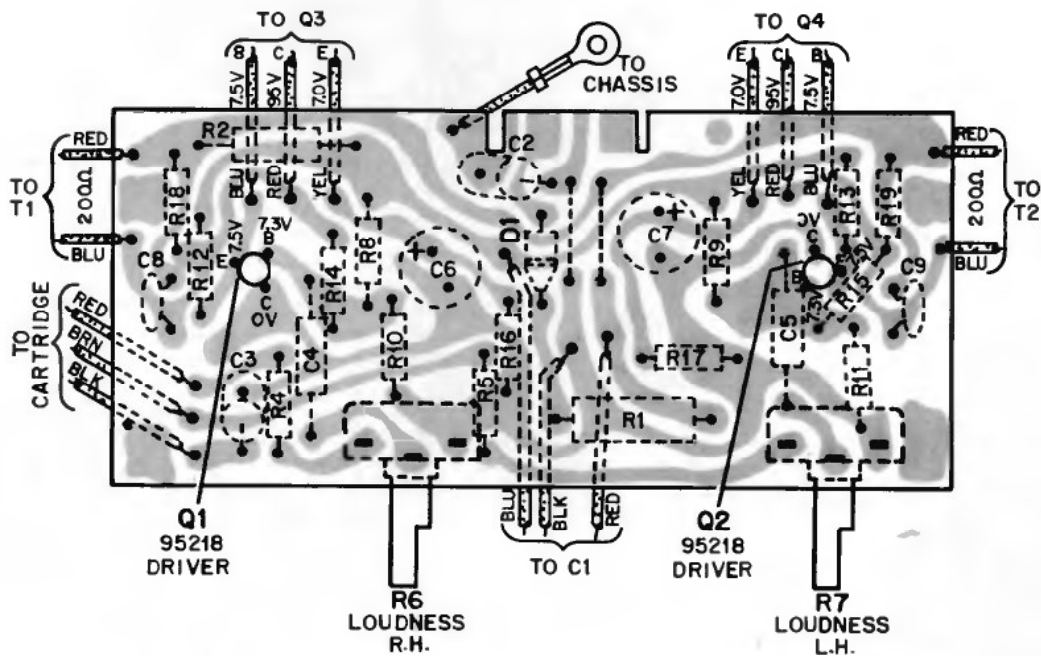 TO Q3
TO Q4
B C E
E C B
7.5V 95V 7.0V
7.0V 95V 7.5V
TO CHASSIS
RED
RED
TO T1
200Ω
200Ω
TO T2
BLU
BLU
R2
C2
BLU RED YEL
YEL RED BLU
R18
R13
R19
R12
7.5V
7.3V
E
B
C
0V
R14
R8
C6
+
D1
C7
+
R9
0V
C
B
7.5V
7.3V
R15
C8
C9
RED
BRN
BLK
TO CARTRIDGE
C3
R4
C4
R10
R16
R5
R17
C5
R11
R1
BLU
BLK
RED
TO C1
Q1
95218
DRIVER
Q2
95218
DRIVER
R6
LOUDNESS
R.H.
R7
LOUDNESS
L.H.